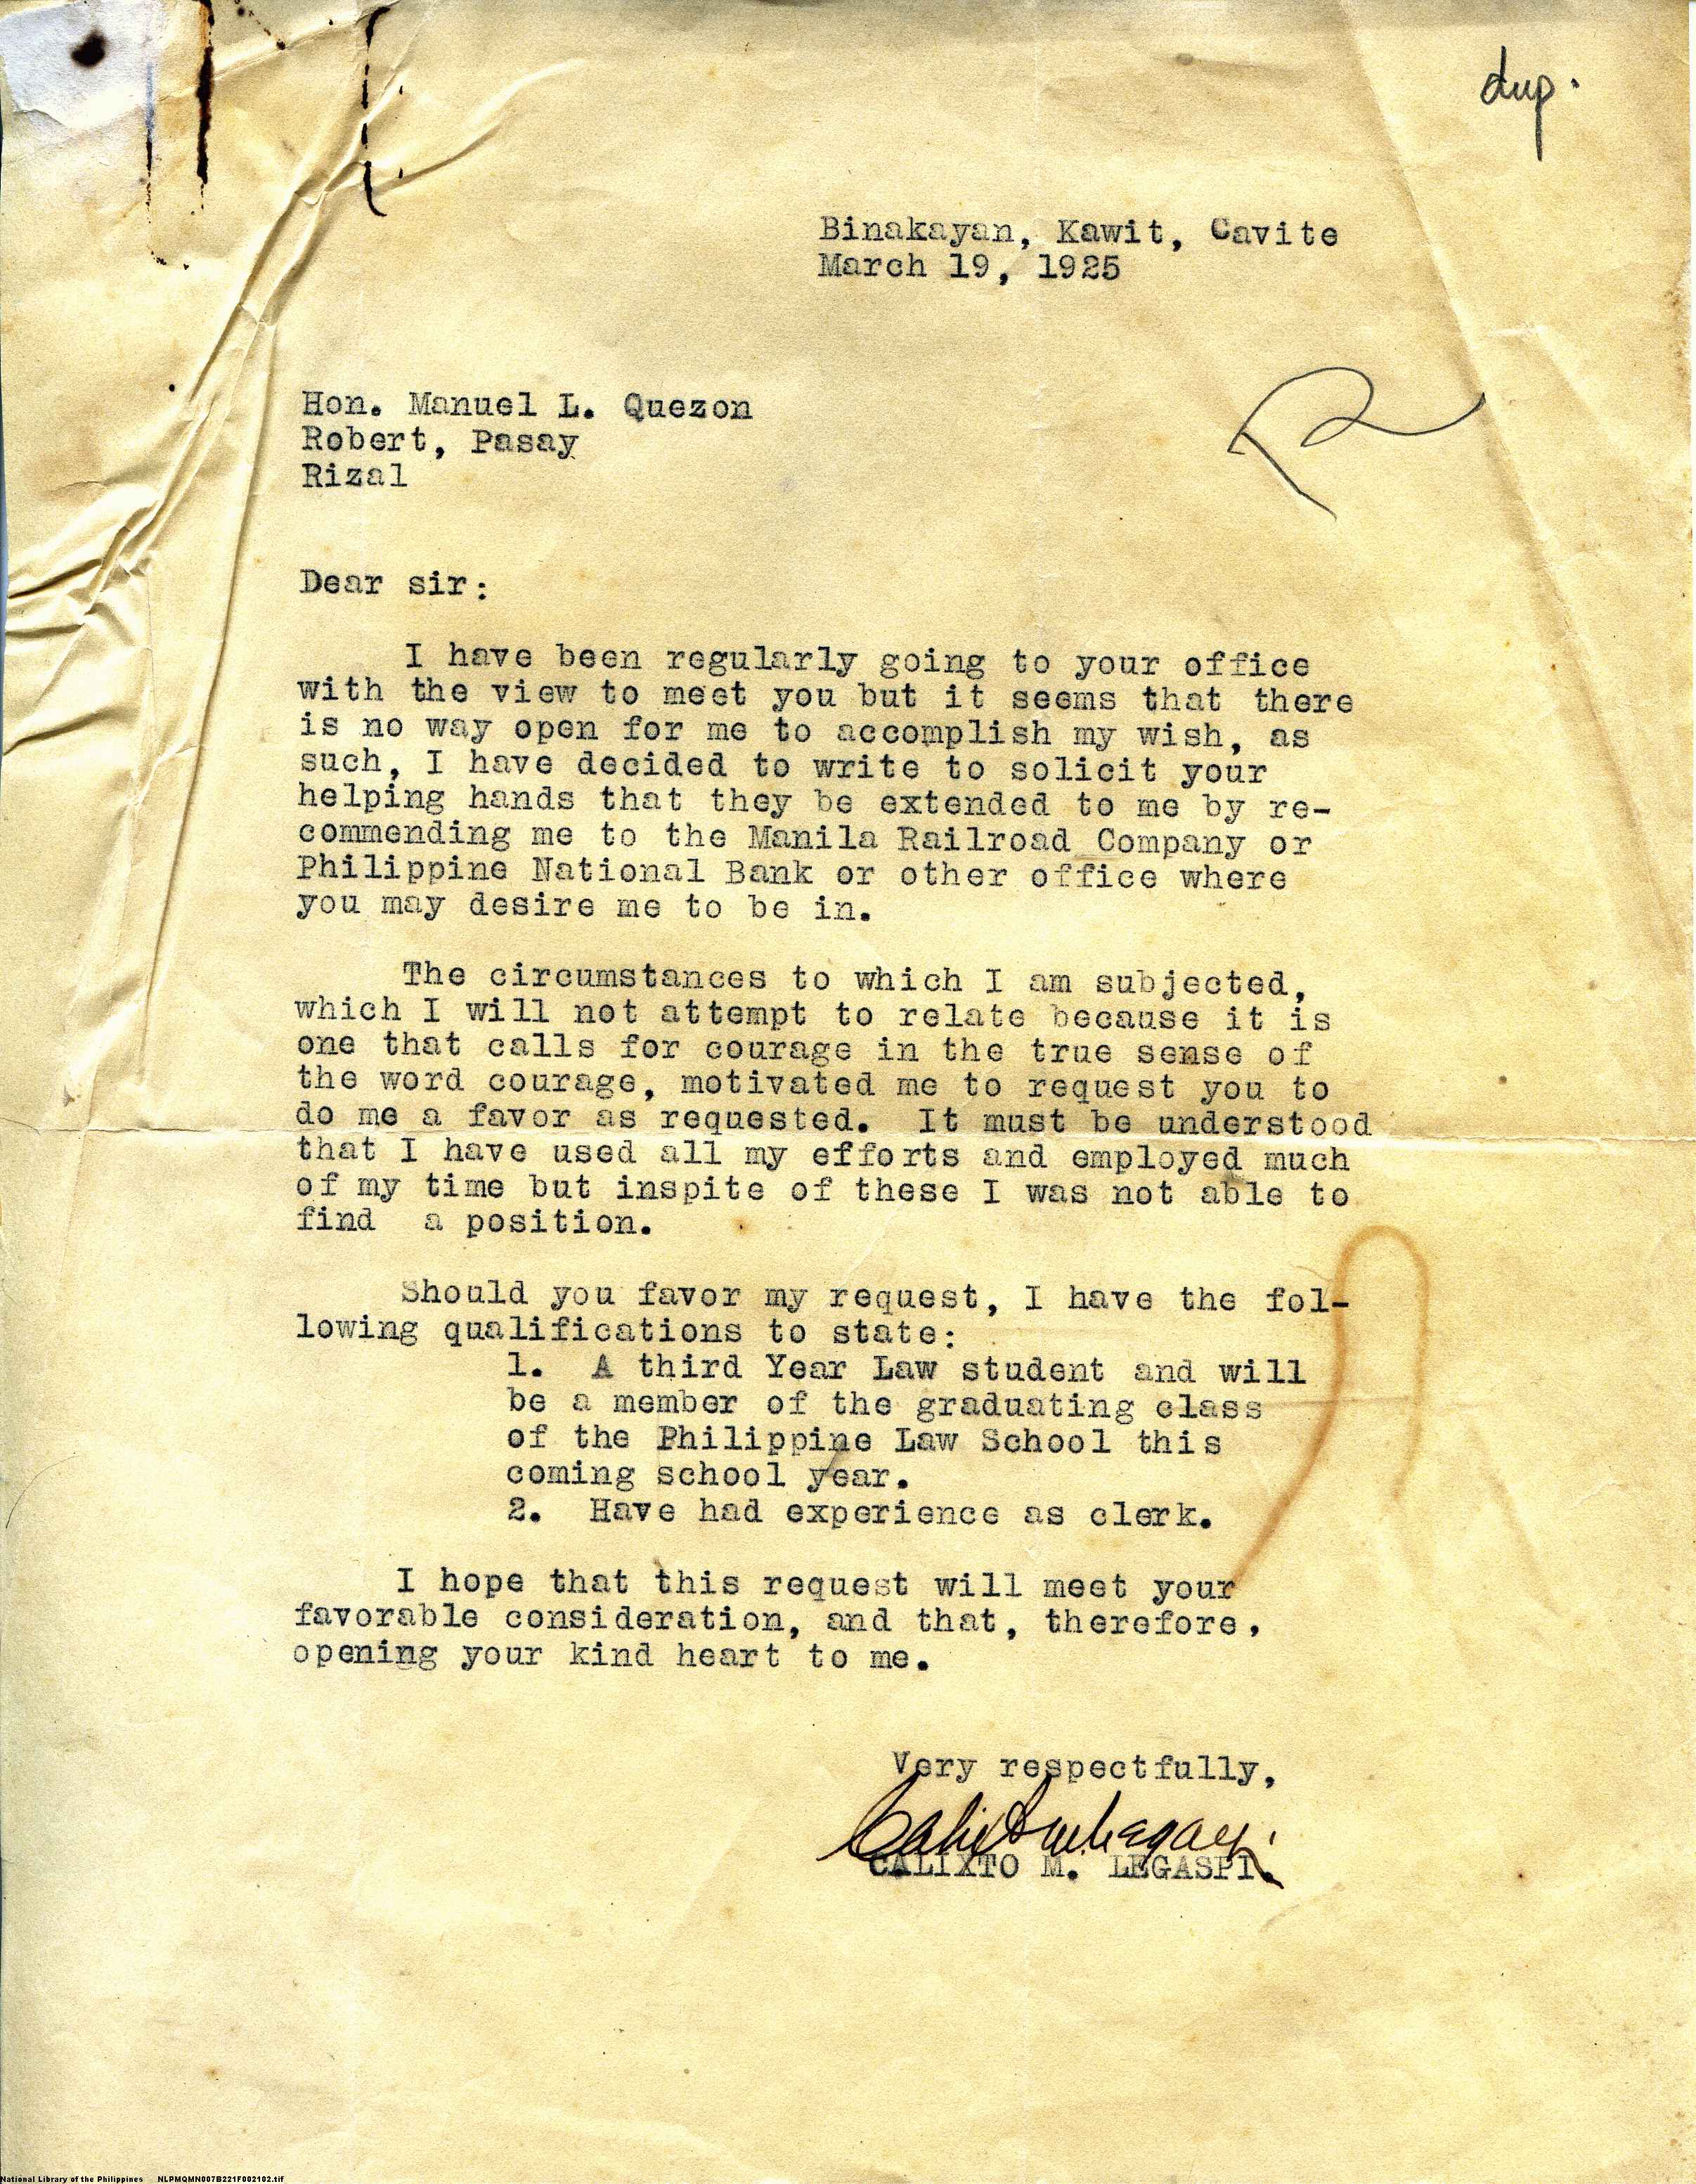 dup.
Binakayan, Kawit, Cavite
March 19, 1925
Hon. Manuel L. Quezon
Robert, Pasay
Rizal
Dear sir:
I have been regularly going to your office
with the view to meet you but it seems that there
is no way open for me to accomplish my wish, as
such, I have decided to write to solicit your
helping hands that they be extended to me by re-
commending me to the Manila Railroad Company or
Philippine National Bank or other office where
you may desire me to be in.
The circumstances to which I am subjected,
which I will not attempt to relate because it is
one that calls for courage in the true sense of
the word courage, motivated me to request you to
do me a favor as requested. It must be understood
that I have used all my efforts and employed much
of my time but inspite of these I was not able to
find a position.
Should you favor my request, I have the fol-
lowing qualifications to state:
1. A third Year Law student and will
be a member of the graduating class
of the Philippine Law School this
coming school year.
2. Have had experience as clerk.
I hope that this request will meet your
favorable consideration, and that, therefore,
opening your kind heart to me.
Very respectfully,
Calixto M. Legaspi.
CALIXTO M. LEGASPI.
National Library of the Philippines NLPMQMN007B221F002102.tif